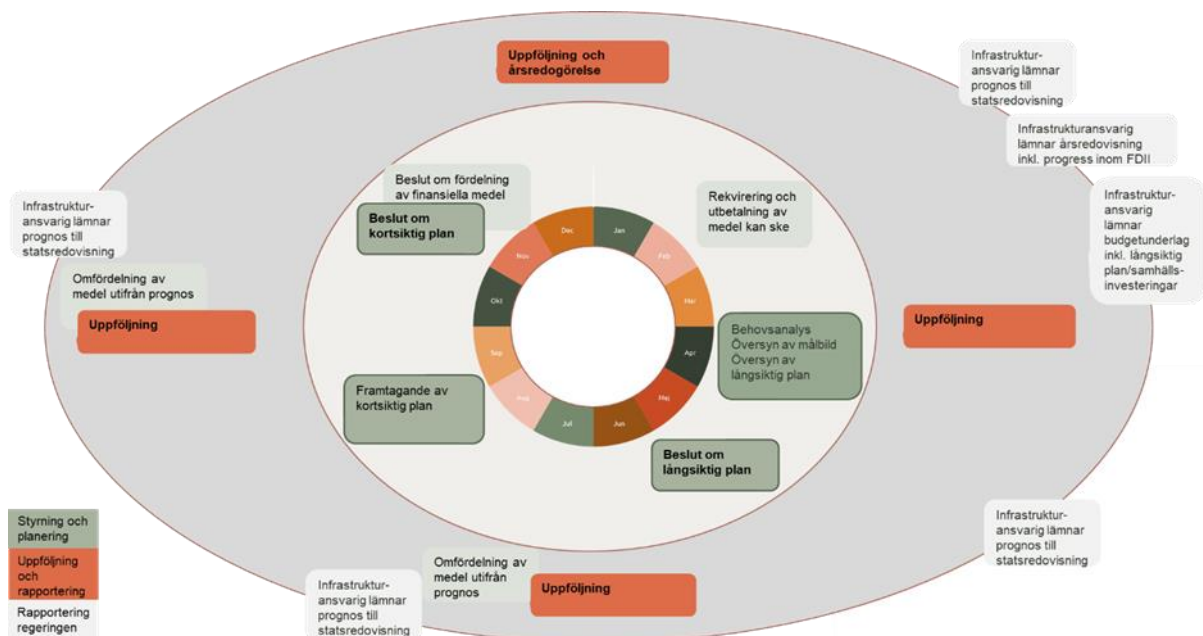 Uppföljning och
årsredogörelse
Infrastruktur-
ansvarig lämnar
prognos till
statsredovisning
Infrastrukturansvarig
lämnar årsredovisning
inkl. progress inom FDII
Infrastruktur-
ansvarig
lämnar
budgetunderlag
inkl. långsiktig
plan/samhälls-
investeringar
Beslut om fördelning
av finansiella medel
Beslut om
kortsiktig plan
Rekvirering och
utbetalning av
medel kan ske
Infrastruktur-
ansvarig lämnar
prognos till
statsredovisning
Omfördelning av
medel utifrån prognos
Uppföljning
Dec
Jan
Nov
Feb
Okt
Mar
Sep
Apr
Aug
Maj
Jul
Jun
Uppföljning
Behovsanalys
Översyn av målbild
Översyn av
långsiktig plan
Framtagande av
kortsiktig plan
Beslut om
långsiktig plan
Infrastruktur-
ansvarig lämnar
prognos till
statsredovisning
Styrning och
planering
Uppföljning
och
rapportering
Rapportering
regeringen
Infrastruktur-
ansvarig lämnar
prognos till
statsredovisning
Omfördelning av
medel utifrån
prognos
Uppföljning